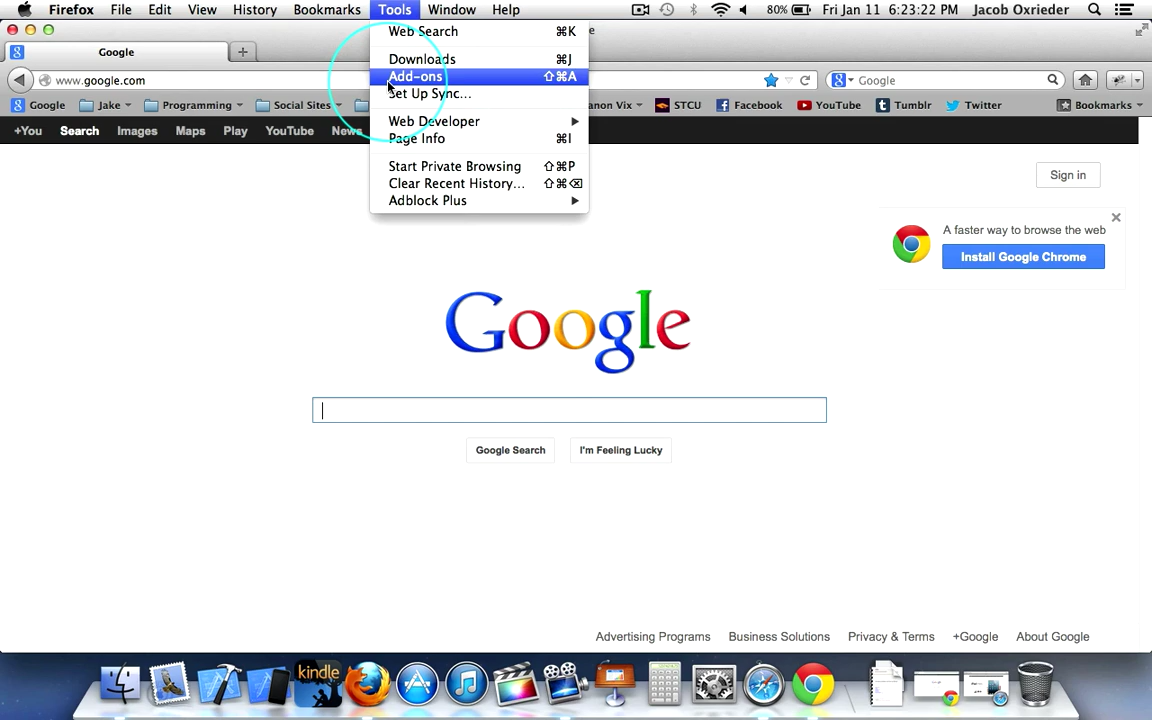 Firefox File Edit View History Bookmarks Tools Window Help 80% Fri Jan 11 6:23:22 PM Jacob Oxrieder
Google
www.google.com Google
Google Jake Programming Social Sites anon Vix STCU Facebook YouTube Tumblr Twitter Bookmarks
+You Search Images Maps Play YouTube News
Web Search ⌘K
Downloads ⌘J
Add-ons ⇧⌘A
Set Up Sync...
Web Developer
Page Info ⌘I
Start Private Browsing ⇧⌘P
Clear Recent History... ⇧⌘⌫
Adblock Plus
Sign in
A faster way to browse the web
Install Google Chrome
Google
Google Search I'm Feeling Lucky
Advertising Programs Business Solutions Privacy & Terms +Google About Google
kindle